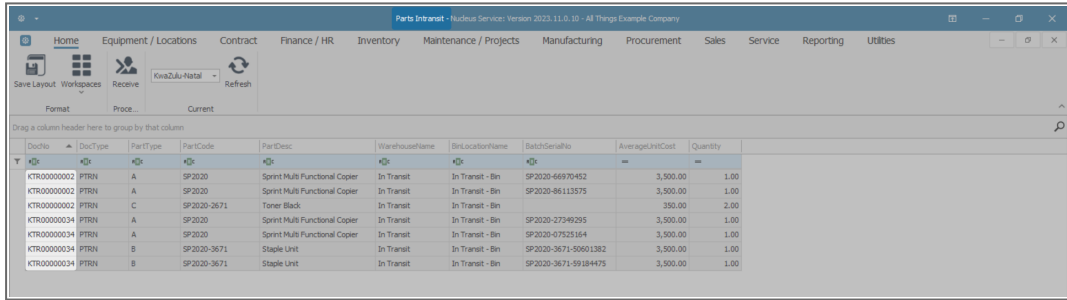 Parts Intransit - Nucleus Service: Version 2023.11.0.10 - All Things Example Company
Home Equipment / Locations Contract Finance / HR Inventory Maintenance / Projects Manufacturing Procurement Sales Service Reporting Utilities
KwaZulu-Natal
Save Layout Workspaces Receive Refresh
Format Proce... Current
Drag a column header here to group by that column
DocNo DocType PartType PartCode PartDesc WarehouseName BinLocationName BatchSerialNo AverageUnitCost Quantity
= =
KTR00000002 PTRN A SP2020 Sprint Multi Functional Copier In Transit In Transit - Bin SP2020-66970452 3,500.00 1.00
KTR00000002 PTRN A SP2020 Sprint Multi Functional Copier In Transit In Transit - Bin SP2020-86113575 3,500.00 1.00
KTR00000002 PTRN C SP2020-2671 Toner Black In Transit In Transit - Bin 350.00 2.00
KTR00000034 PTRN A SP2020 Sprint Multi Functional Copier In Transit In Transit - Bin SP2020-27349295 3,500.00 1.00
KTR00000034 PTRN A SP2020 Sprint Multi Functional Copier In Transit In Transit - Bin SP2020-07525164 3,500.00 1.00
KTR00000034 PTRN B SP2020-3671 Staple Unit In Transit In Transit - Bin SP2020-3671-50601382 3,500.00 1.00
KTR00000034 PTRN B SP2020-3671 Staple Unit In Transit In Transit - Bin SP2020-3671-59184475 3,500.00 1.00